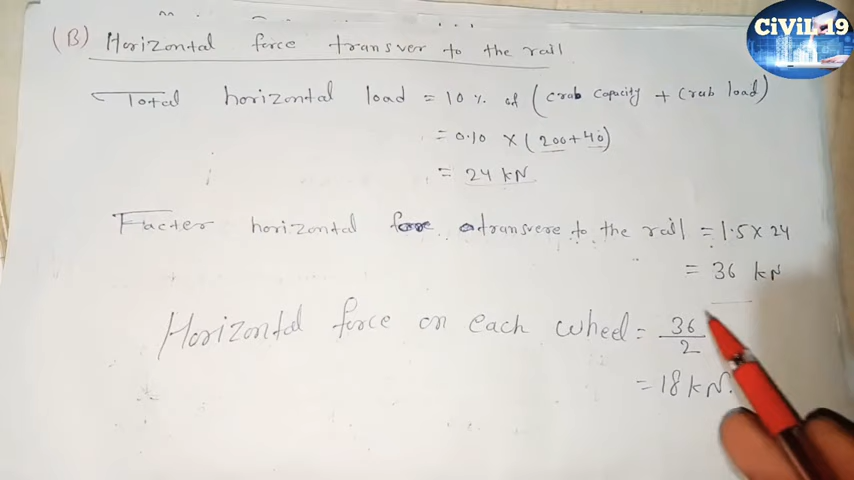 CiViL 19
(B) Horizontal force transver to the rail
Total horizontal load = 10 % of (crab capacity + crab load)
= 0.10 x (200+40)
= 24 kN
Facter horizontal force transvere to the rail = 1.5 x 24
= 36 kN
Horizontal force on each wheel = 36/2
= 18 kN.